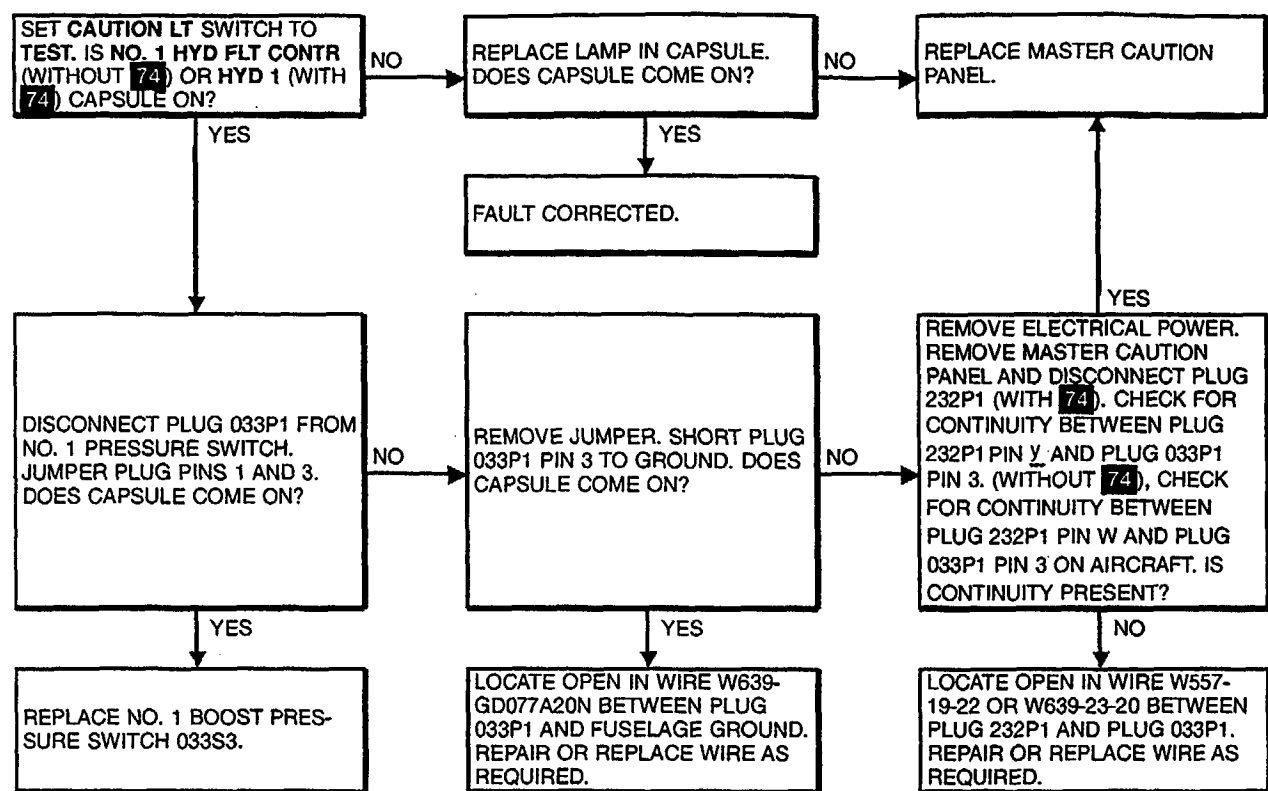 SET CAUTION LT SWITCH TO
TEST. IS NO. 1 HYD FLT CONTR
(WITHOUT 74) OR HYD 1 (WITH
74) CAPSULE ON?
NO
REPLACE LAMP IN CAPSULE.
DOES CAPSULE COME ON?
NO
REPLACE MASTER CAUTION
PANEL.
YES
YES
FAULT CORRECTED.
YES
DISCONNECT PLUG 033P1 FROM
NO. 1 PRESSURE SWITCH.
JUMPER PLUG PINS 1 AND 3.
DOES CAPSULE COME ON?
NO
REMOVE JUMPER. SHORT PLUG
033P1 PIN 3 TO GROUND. DOES
CAPSULE COME ON?
NO
REMOVE ELECTRICAL POWER.
REMOVE MASTER CAUTION
PANEL AND DISCONNECT PLUG
232P1 (WITH 74). CHECK FOR
CONTINUITY BETWEEN PLUG
232P1 PIN y AND PLUG 033P1
PIN 3. (WITHOUT 74), CHECK
FOR CONTINUITY BETWEEN
PLUG 232P1 PIN W AND PLUG
033P1 PIN 3 ON AIRCRAFT. IS
CONTINUITY PRESENT?
YES
YES
NO
REPLACE NO. 1 BOOST PRES-
SURE SWITCH 033S3.
LOCATE OPEN IN WIRE W639-
GD077A20N BETWEEN PLUG
033P1 AND FUSELAGE GROUND.
REPAIR OR REPLACE WIRE AS
REQUIRED.
LOCATE OPEN IN WIRE W557-
19-22 OR W639-23-20 BETWEEN
PLUG 232P1 AND PLUG 033P1.
REPAIR OR REPLACE WIRE AS
REQUIRED.